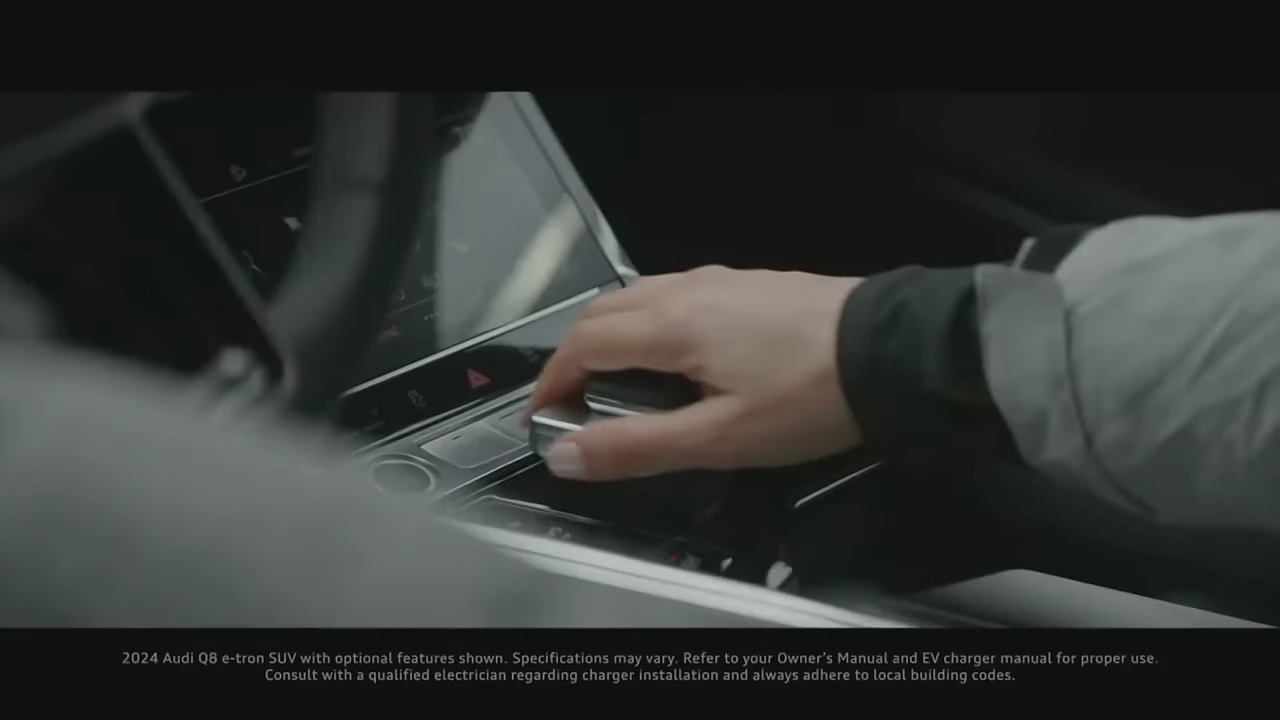 2024 Audi Q8 e-tron SUV with optional features shown. Specifications may vary. Refer to your Owner’s Manual and EV charger manual for proper use.
Consult with a qualified electrician regarding charger installation and always adhere to local building codes.